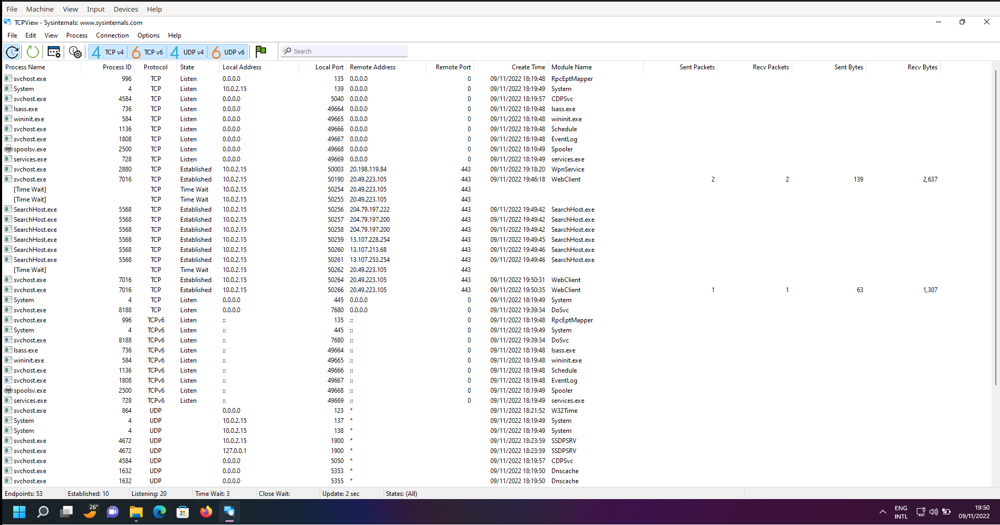 File Machine View Input Devices Help
TCPView - Sysinternals: www.sysinternals.com
File Edit View Process Connection Options Help
4 TCP v4 6 TCP v6 4 UDP v4 6 UDP v6 Search
Process Name Process ID Protocol State Local Address Local Port Remote Address Remote Port Create Time Module Name Sent Packets Recv Packets Sent Bytes Recv Bytes
svchost.exe 996 TCP Listen 0.0.0.0 135 0.0.0.0 0 09/11/2022 18:19:48 RpcEptMapper
System 4 TCP Listen 10.0.2.15 139 0.0.0.0 0 09/11/2022 18:19:49 System
svchost.exe 4584 TCP Listen 0.0.0.0 5040 0.0.0.0 0 09/11/2022 18:19:57 CDPSvc
lsass.exe 736 TCP Listen 0.0.0.0 49664 0.0.0.0 0 09/11/2022 18:19:48 lsass.exe
wininit.exe 584 TCP Listen 0.0.0.0 49665 0.0.0.0 0 09/11/2022 18:19:48 wininit.exe
svchost.exe 1136 TCP Listen 0.0.0.0 49666 0.0.0.0 0 09/11/2022 18:19:48 Schedule
svchost.exe 1808 TCP Listen 0.0.0.0 49667 0.0.0.0 0 09/11/2022 18:19:48 EventLog
spoolsv.exe 2500 TCP Listen 0.0.0.0 49668 0.0.0.0 0 09/11/2022 18:19:49 Spooler
services.exe 728 TCP Listen 0.0.0.0 49669 0.0.0.0 0 09/11/2022 18:19:49 services.exe
svchost.exe 2880 TCP Established 10.0.2.15 50003 20.198.119.84 443 09/11/2022 19:18:20 WpnService
svchost.exe 7016 TCP Established 10.0.2.15 50190 20.49.223.105 443 09/11/2022 19:46:18 WebClient 2 2 139 2,637
[Time Wait] TCP Time Wait 10.0.2.15 50254 20.49.223.105 443
[Time Wait] TCP Time Wait 10.0.2.15 50255 20.49.223.105 443
SearchHost.exe 5568 TCP Established 10.0.2.15 50256 204.79.197.222 443 09/11/2022 19:49:42 SearchHost.exe
SearchHost.exe 5568 TCP Established 10.0.2.15 50257 204.79.197.200 443 09/11/2022 19:49:42 SearchHost.exe
SearchHost.exe 5568 TCP Established 10.0.2.15 50258 204.79.197.200 443 09/11/2022 19:49:42 SearchHost.exe
SearchHost.exe 5568 TCP Established 10.0.2.15 50259 13.107.228.254 443 09/11/2022 19:49:45 SearchHost.exe
SearchHost.exe 5568 TCP Established 10.0.2.15 50260 13.107.213.68 443 09/11/2022 19:49:46 SearchHost.exe
SearchHost.exe 5568 TCP Established 10.0.2.15 50261 13.107.253.254 443 09/11/2022 19:49:46 SearchHost.exe
[Time Wait] TCP Time Wait 10.0.2.15 50262 20.49.223.105 443
svchost.exe 7016 TCP Established 10.0.2.15 50264 20.49.223.105 443 09/11/2022 19:50:31 WebClient
svchost.exe 7016 TCP Established 10.0.2.15 50266 20.49.223.105 443 09/11/2022 19:50:35 WebClient 1 1 63 1,307
System 4 TCP Listen 0.0.0.0 445 0.0.0.0 0 09/11/2022 18:19:49 System
svchost.exe 8188 TCP Listen 0.0.0.0 7680 0.0.0.0 0 09/11/2022 19:39:34 DoSvc
svchost.exe 996 TCPv6 Listen :: 135 :: 0 09/11/2022 18:19:48 RpcEptMapper
System 4 TCPv6 Listen :: 445 :: 0 09/11/2022 18:19:49 System
svchost.exe 8188 TCPv6 Listen :: 7680 :: 0 09/11/2022 19:39:34 DoSvc
lsass.exe 736 TCPv6 Listen :: 49664 :: 0 09/11/2022 18:19:48 lsass.exe
wininit.exe 584 TCPv6 Listen :: 49665 :: 0 09/11/2022 18:19:48 wininit.exe
svchost.exe 1136 TCPv6 Listen :: 49666 :: 0 09/11/2022 18:19:48 Schedule
svchost.exe 1808 TCPv6 Listen :: 49667 :: 0 09/11/2022 18:19:48 EventLog
spoolsv.exe 2500 TCPv6 Listen :: 49668 :: 0 09/11/2022 18:19:49 Spooler
services.exe 728 TCPv6 Listen :: 49669 :: 0 09/11/2022 18:19:49 services.exe
svchost.exe 864 UDP 0.0.0.0 123 * 09/11/2022 18:21:52 W32Time
System 4 UDP 10.0.2.15 137 * 09/11/2022 18:19:49 System
System 4 UDP 10.0.2.15 138 * 09/11/2022 18:19:49 System
svchost.exe 4672 UDP 10.0.2.15 1900 * 09/11/2022 18:23:59 SSDPSRV
svchost.exe 4672 UDP 127.0.0.1 1900 * 09/11/2022 18:23:59 SSDPSRV
svchost.exe 4584 UDP 0.0.0.0 5050 * 09/11/2022 18:19:57 CDPSvc
svchost.exe 1632 UDP 0.0.0.0 5353 * 09/11/2022 18:19:50 Dnscache
svchost.exe 1632 UDP 0.0.0.0 5355 * 09/11/2022 18:19:50 Dnscache
Endpoints: 53 Established: 10 Listening: 20 Time Wait: 3 Close Wait: Update: 2 sec States: (All)
26° ENG 19:50
INTL 09/11/2022